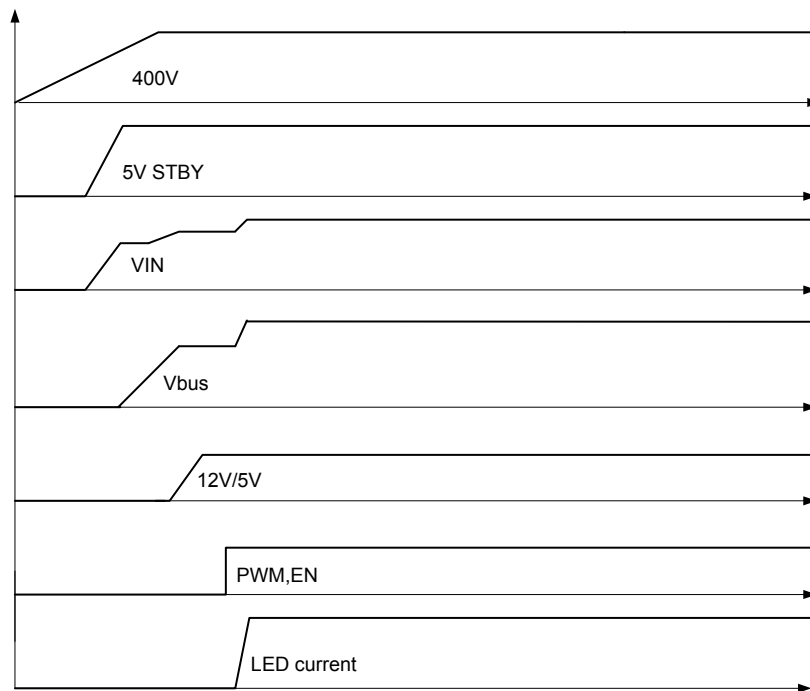 400V
5V STBY
VIN
Vbus
12V/5V
PWM,EN
LED current